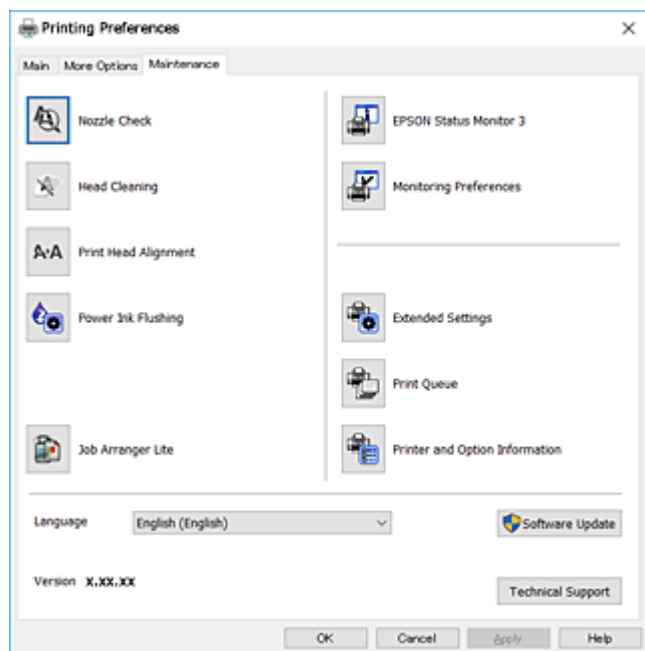 Printing Preferences
Main More Options Maintenance
Nozzle Check
EPSON Status Monitor 3
Head Cleaning
Monitoring Preferences
A·A Print Head Alignment
Power Ink Flushing
Extended Settings
Print Queue
Job Arranger Lite
Printer and Option Information
Language English (English)
Software Update
Version X.XX.XX
Technical Support
OK Cancel Apply Help